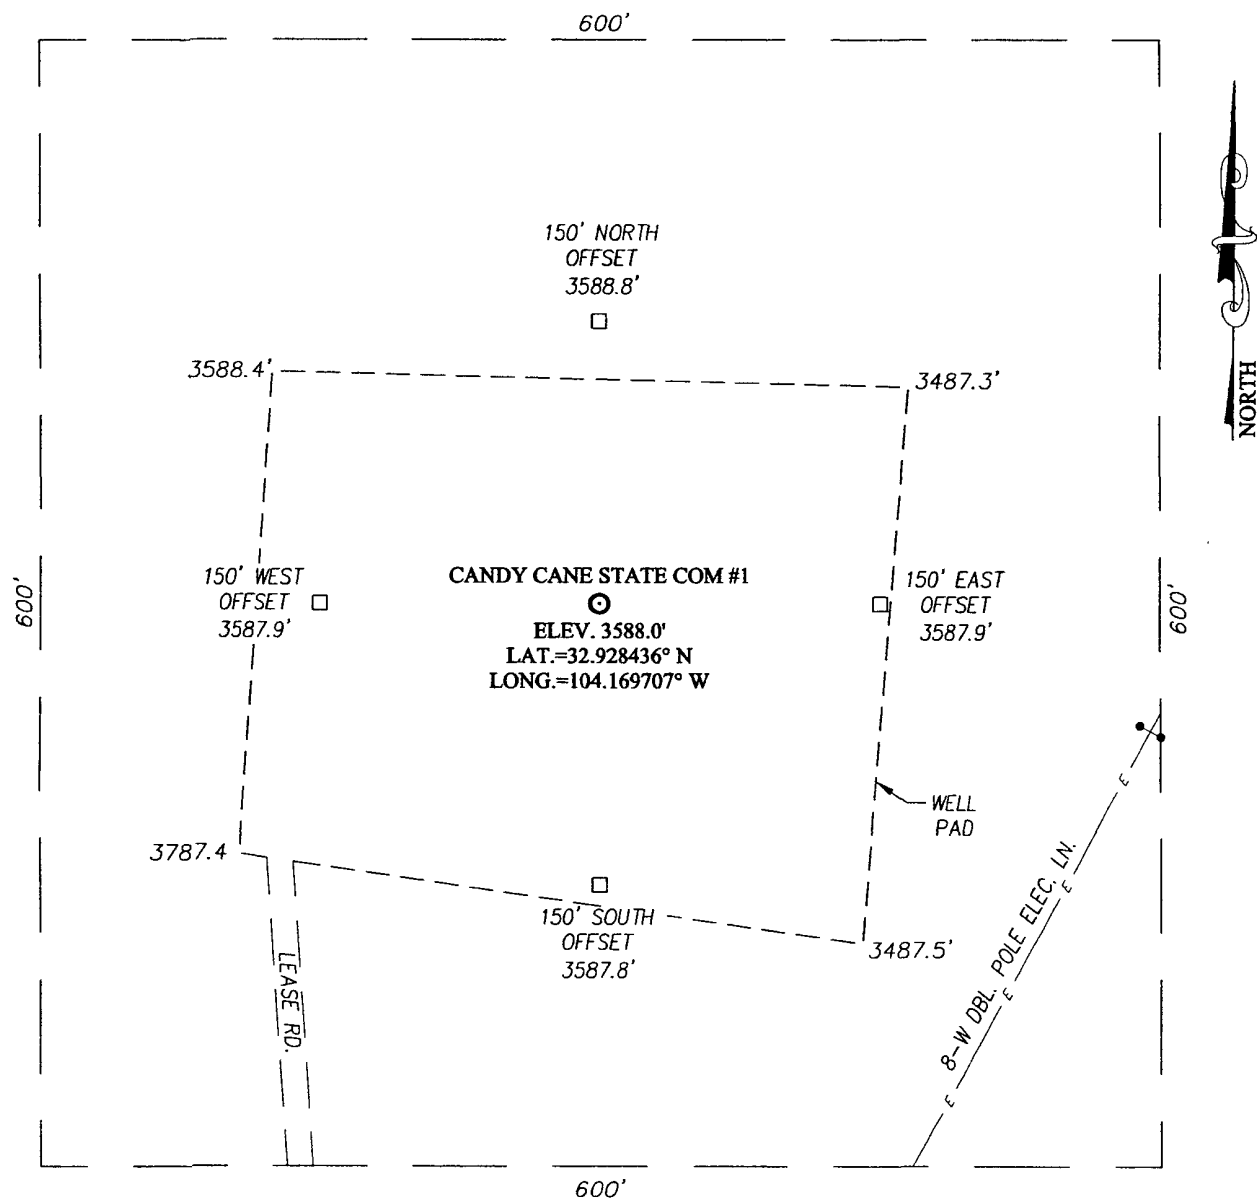 600'
150' NORTH
OFFSET
3588.8'
3588.4'
3487.3'
NORTH
600'
150' WEST
OFFSET
3587.9'
CANDY CANE STATE COM #1
ELEV. 3588.0'
LAT.=32.928436° N
LONG.=104.169707° W
150' EAST
OFFSET
3587.9'
600'
WELL
PAD
3787.4
150' SOUTH
OFFSET
3587.8'
3487.5'
LEASE RD.
8-W DBL. POLE ELEC. LN.
E
E
E
E
600'